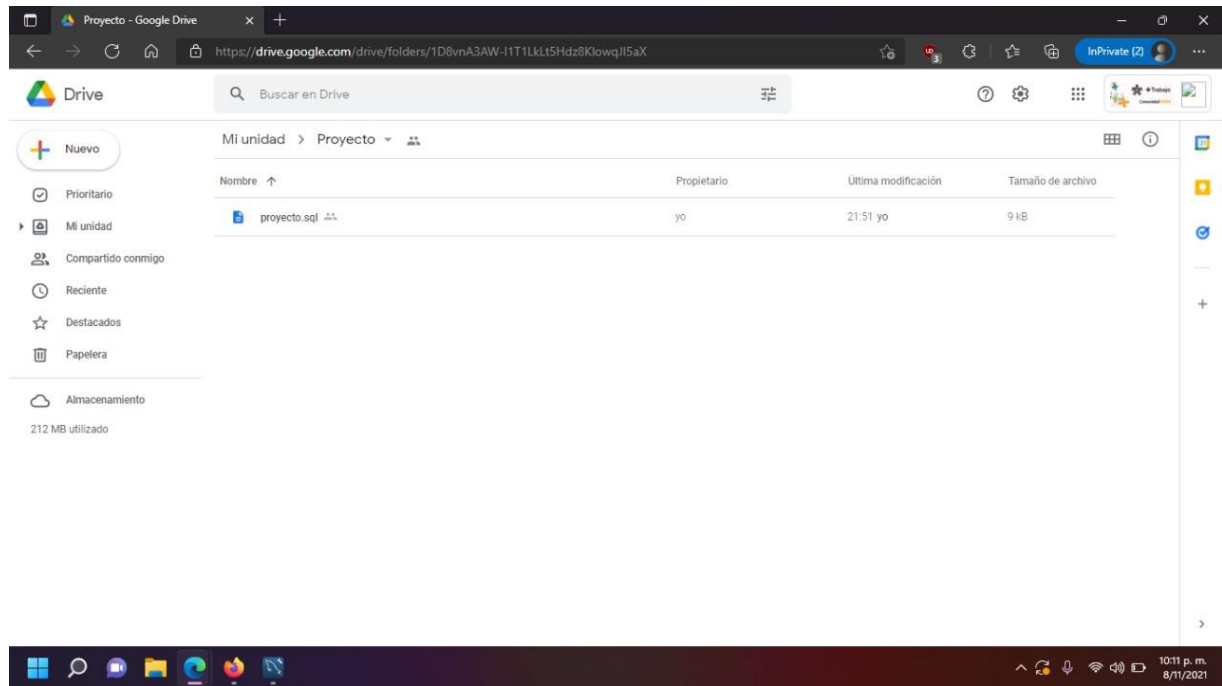 Proyecto - Google Drive
https://drive.google.com/drive/folders/1D8vnA3AW-I1T1LkLt5Hdz8KIowqJI5aX
3
InPrivate (2)
Drive
Buscar en Drive
+Trabajo
Nuevo
Mi unidad > Proyecto
Nombre
Propietario
Última modificación
Tamaño de archivo
Prioritario
proyecto.sql
yo
21:51 yo
9 kB
Mi unidad
Compartido conmigo
Reciente
Destacados
Papelera
Almacenamiento
212 MB utilizado
10:11 p. m.
8/11/2021